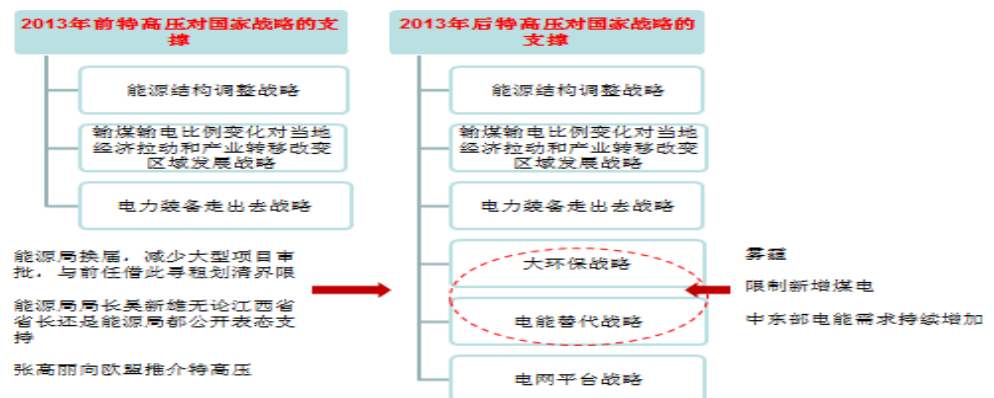 2013年前特高压对国家战略的支
撑
能源结构调整战略
输煤输电比例变化对当地
经济拉动和产业转移改变
区域发展战略
电力装备走出去战略
能源局换届，减少大型项目审
批，与前任借此寻租划清界限
能源局局长吴新雄无论江西省
省长还是能源局都公开表态支
持
张高丽向欧盟推介特高压
2013年后特高压对国家战略的
支撑
能源结构调整战略
输煤输电比例变化对当地
经济拉动和产业转移改变
区域发展战略
电力装备走出去战略
大环保战略
电能替代战略
电网平台战略
雾霾
限制新增煤电
中东部电能需求持续增加